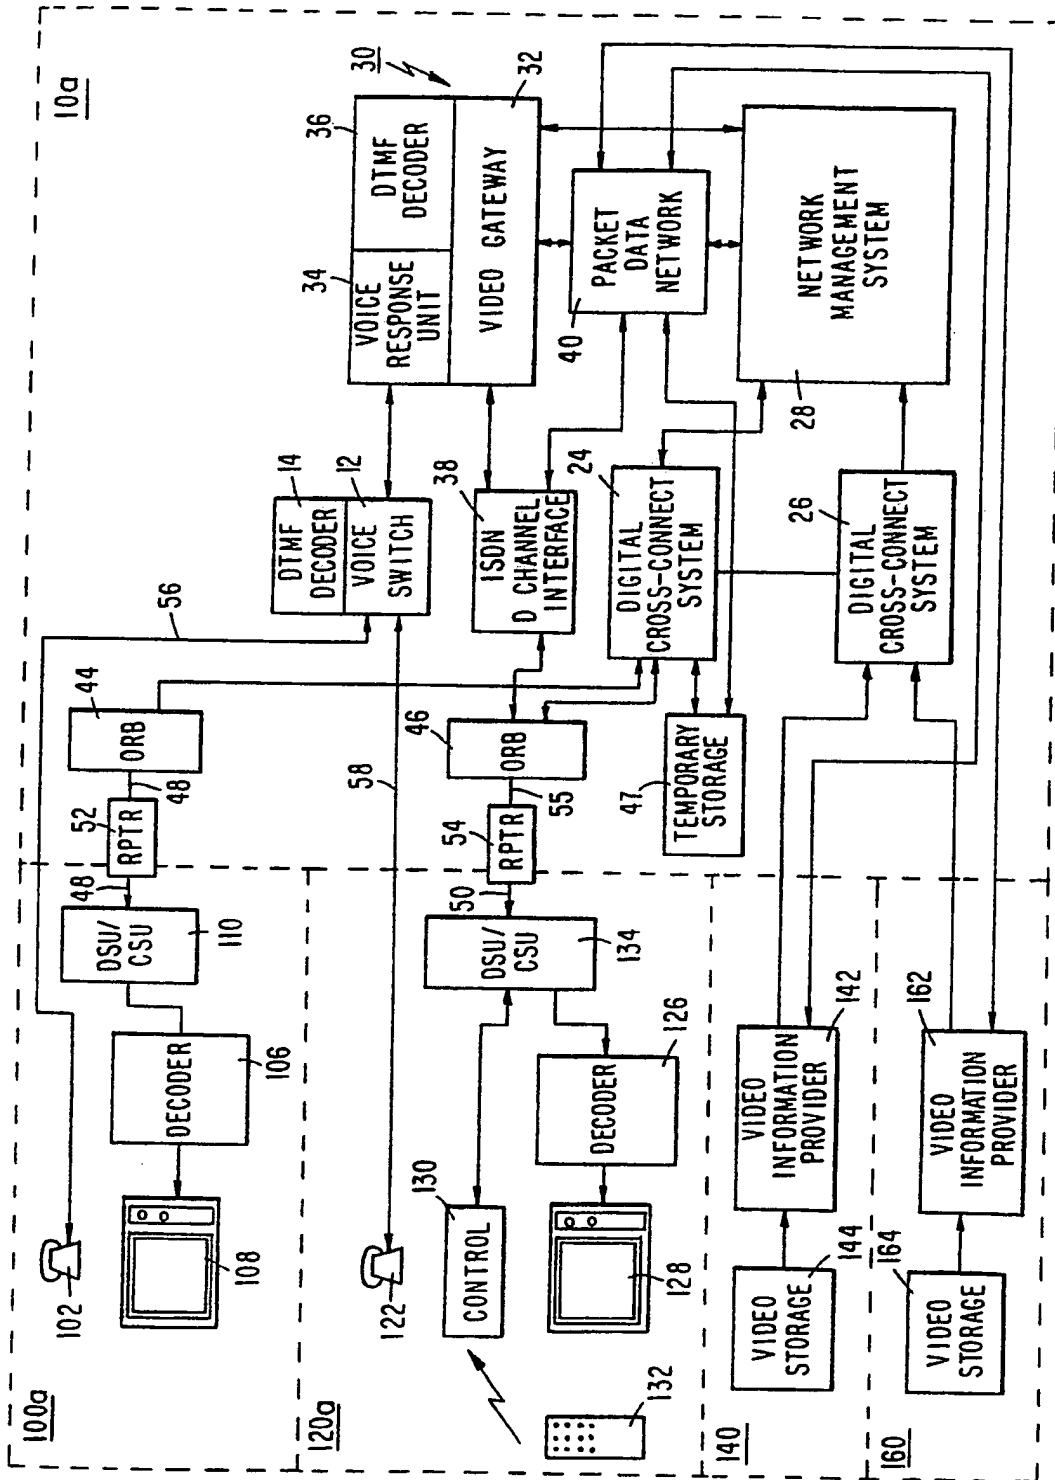 10a
30
36
DTMF
DECODER
34
VOICE
RESPONSE
UNIT
32
VIDEO GATEWAY
40
PACKET
DATA
NETWORK
NETWORK
MANAGEMENT
SYSTEM
28
14
DTMF
DECODER
12
VOICE
SWITCH
38
ISDN
D CHANNEL
INTERFACE
24
DIGITAL
CROSS-CONNECT
SYSTEM
26
DIGITAL
CROSS-CONNECT
SYSTEM
56
44
ORB
48
52
RPTR
48
58
46
ORB
55
54
RPTR
50
47
TEMPORARY
STORAGE
DSU/
CSU
110
DECODER
106
108
102
100a
DSU/
CSU
134
DECODER
126
130
CONTROL
122
128
132
120a
142
VIDEO
INFORMATION
PROVIDER
144
VIDEO
STORAGE
140
162
VIDEO
INFORMATION
PROVIDER
164
VIDEO
STORAGE
160